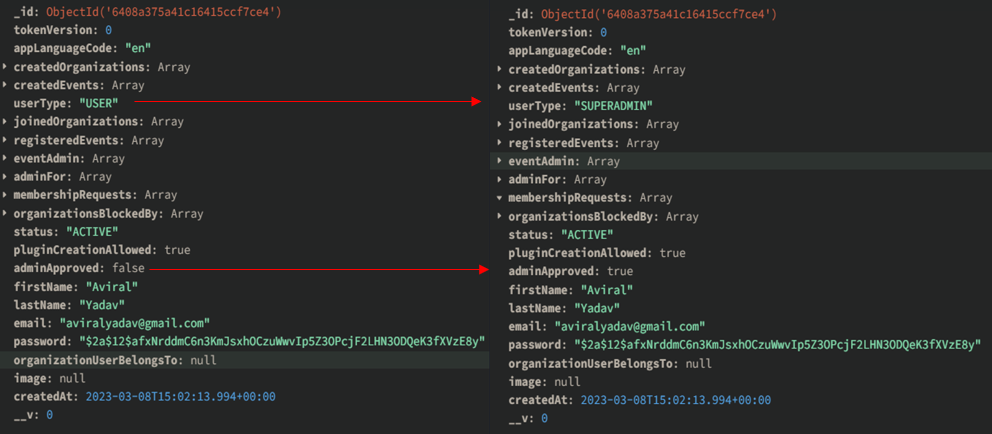 _id: ObjectId('6408a375a41c16415ccf7ce4')
tokenVersion: 0
appLanguageCode: "en"
createdOrganizations: Array
createdEvents: Array
userType: "USER"
joinedOrganizations: Array
registeredEvents: Array
eventAdmin: Array
adminFor: Array
membershipRequests: Array
organizationsBlockedBy: Array
status: "ACTIVE"
pluginCreationAllowed: true
adminApproved: false
firstName: "Aviral"
lastName: "Yadav"
email: "aviralyadav@gmail.com"
password: "$2a$12$afxNrddmC6n3KmJsxhOCzuWwvIp5Z3OPcjF2LHN3ODQeK3fXVzE8y"
organizationUserBelongsTo: null
image: null
createdAt: 2023-03-08T15:02:13.994+00:00
__v: 0
_id: ObjectId('6408a375a41c16415ccf7ce4')
tokenVersion: 0
appLanguageCode: "en"
createdOrganizations: Array
createdEvents: Array
userType: "SUPERADMIN"
joinedOrganizations: Array
registeredEvents: Array
eventAdmin: Array
adminFor: Array
membershipRequests: Array
organizationsBlockedBy: Array
status: "ACTIVE"
pluginCreationAllowed: true
adminApproved: true
firstName: "Aviral"
lastName: "Yadav"
email: "aviralyadav@gmail.com"
password: "$2a$12$afxNrddmC6n3KmJsxhOCzuWwvIp5Z3OPcjF2LHN3ODQeK3fXVzE8y"
organizationUserBelongsTo: null
image: null
createdAt: 2023-03-08T15:02:13.994+00:00
__v: 0